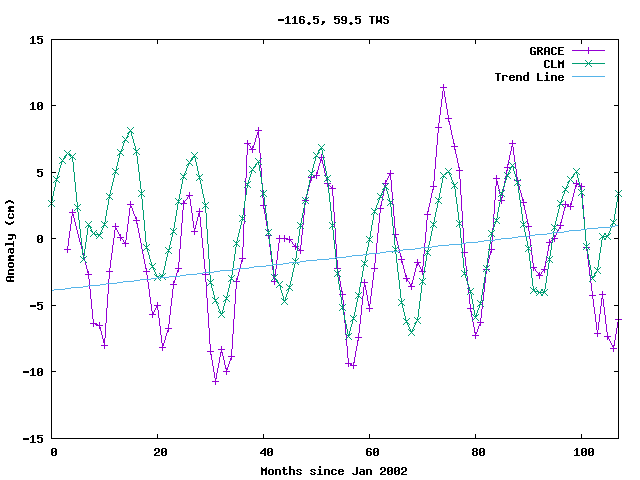 -116.5, 59.5 TWS
GRACE
CLM
Trend Line
15
10
5
0
-5
-10
-15
Anomaly (cm)
0 20 40 60 80 100
Months since Jan 2002